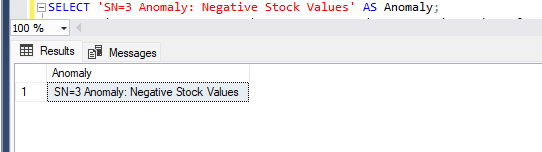 SELECT 'SN=3 Anomaly: Negative Stock Values' AS Anomaly;
100 %
Results
Messages
Anomaly
1
SN=3 Anomaly: Negative Stock Values